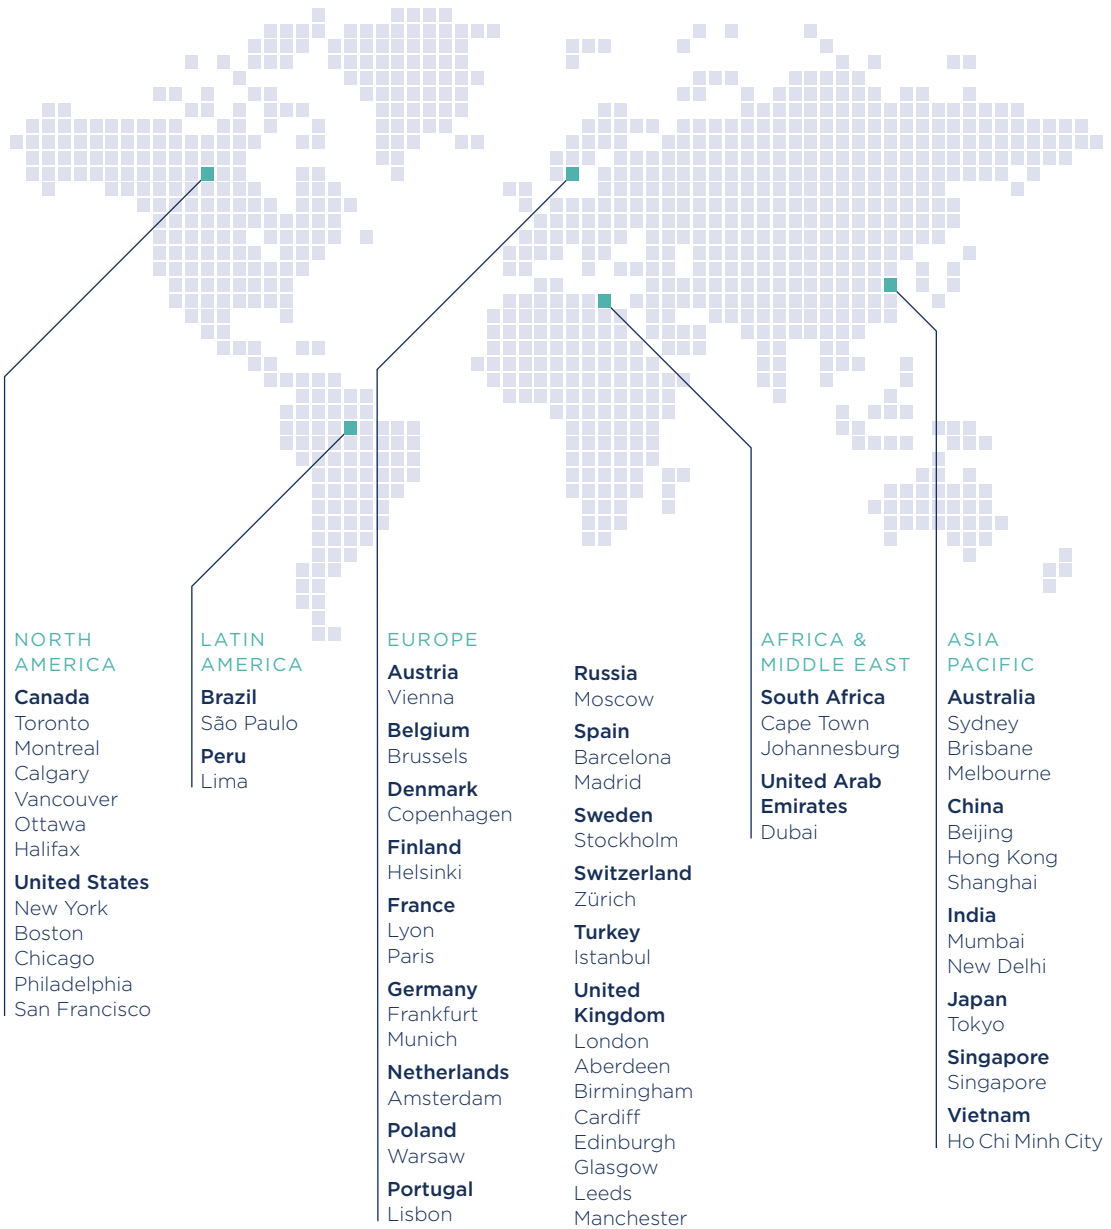 NORTH
AMERICA
Canada
Toronto
Montreal
Calgary
Vancouver
Ottawa
Halifax
United States
New York
Boston
Chicago
Philadelphia
San Francisco
LATIN
AMERICA
Brazil
São Paulo
Peru
Lima
EUROPE
Austria
Vienna
Belgium
Brussels
Denmark
Copenhagen
Finland
Helsinki
France
Lyon
Paris
Germany
Frankfurt
Munich
Netherlands
Amsterdam
Poland
Warsaw
Portugal
Lisbon
Russia
Moscow
Spain
Barcelona
Madrid
Sweden
Stockholm
Switzerland
Zürich
Turkey
Istanbul
United
Kingdom
London
Aberdeen
Birmingham
Cardiff
Edinburgh
Glasgow
Leeds
Manchester
AFRICA &
MIDDLE EAST
South Africa
Cape Town
Johannesburg
United Arab
Emirates
Dubai
ASIA
PACIFIC
Australia
Sydney
Brisbane
Melbourne
China
Beijing
Hong Kong
Shanghai
India
Mumbai
New Delhi
Japan
Tokyo
Singapore
Singapore
Vietnam
Ho Chi Minh City